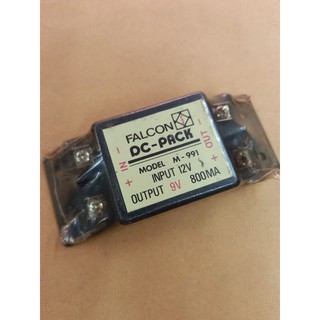 FALCON
DC-PACK
- IN +
- OUT +
MODEL M-991
INPUT 12V
OUTPUT 9V 800MA